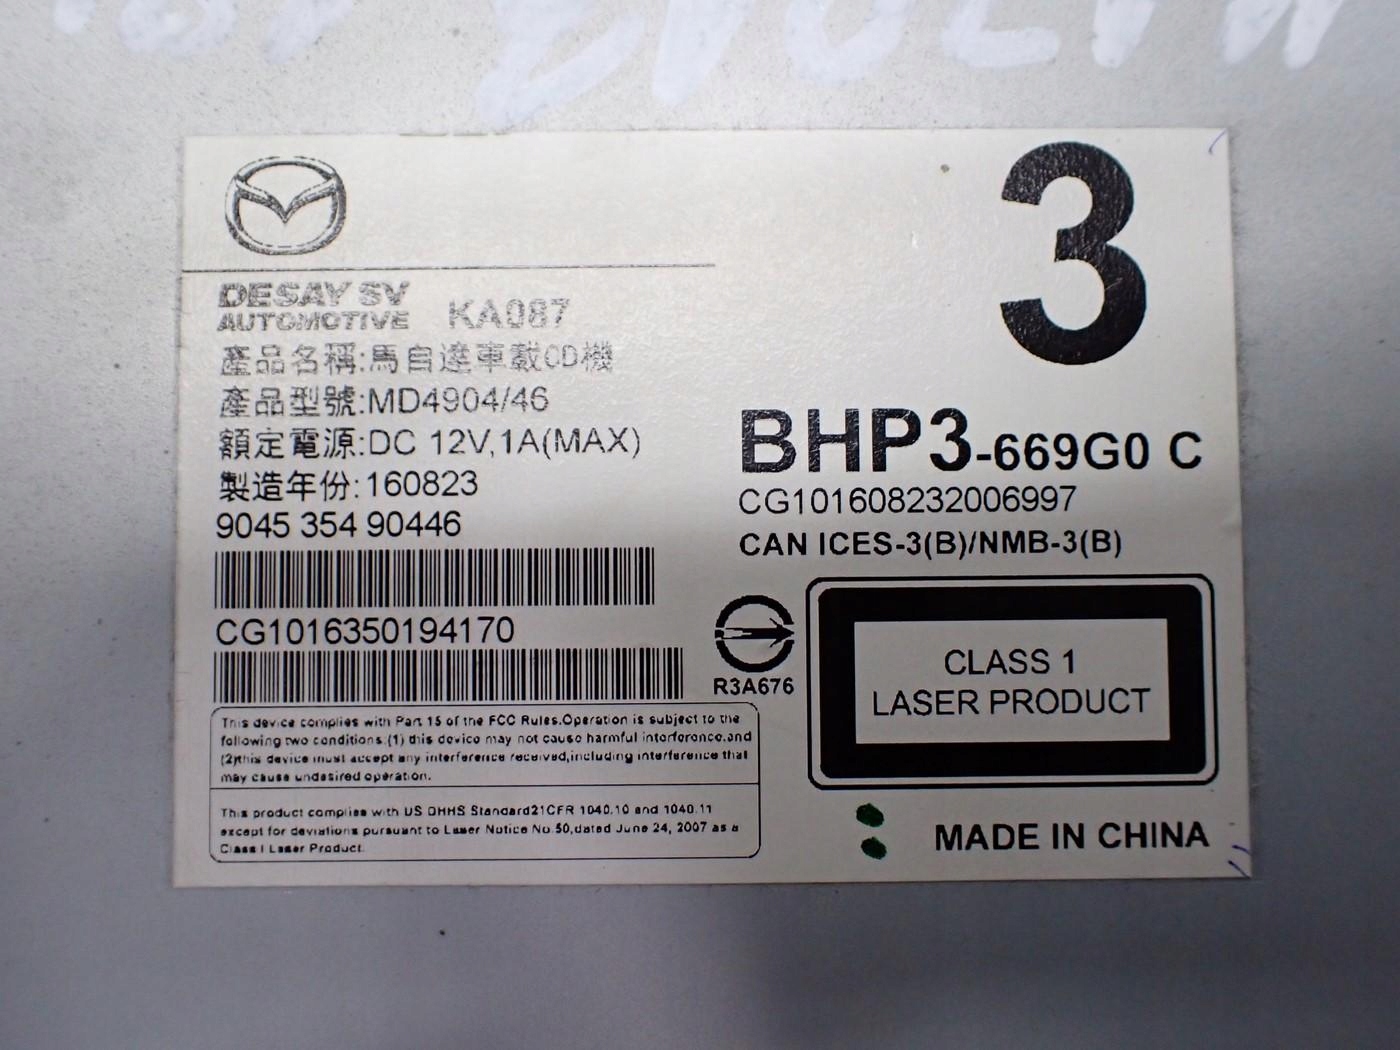 3
DESAY SV
AUTOMOTIVE KA087
產品名稱:馬自達車載CD機
產品型號:MD4904/46
額定電源:DC 12V,1A(MAX)
製造年份:160823
9045 354 90446
CG1016350194170
BHP3-669G0 C
CG101608232006997
CAN ICES-3(B)/NMB-3(B)
R3A676
CLASS 1
LASER PRODUCT
This device complies with Part 15 of the FCC Rules.Operation is subject to the
following two conditions:(1) this device may not cause harmful interference,and
(2)this device must accept any interference received,including interference that
may cause undesired operation.
This product complies with US DHHS Standard21CFR 1040.10 and 1040.11
except for deviations pursuant to Laser Notice No.50,dated June 24, 2007 as a
Class I Laser Product.
MADE IN CHINA